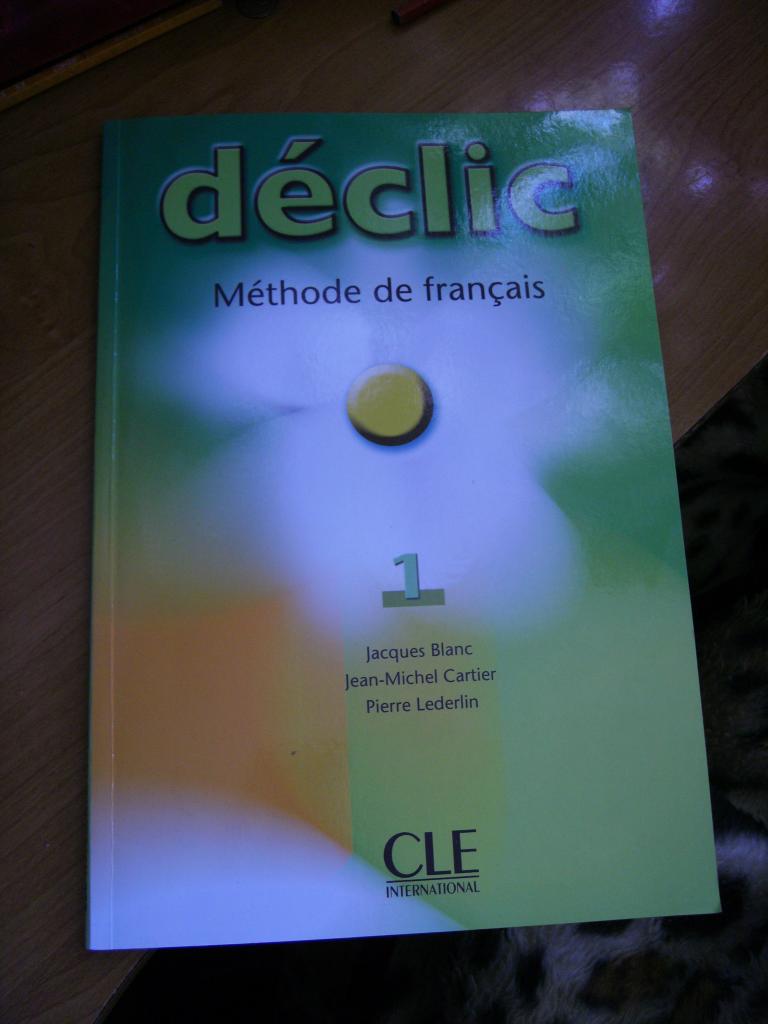 déclic
Méthode de français
1
Jacques Blanc
Jean-Michel Cartier
Pierre Lederlin
CLE
INTERNATIONAL